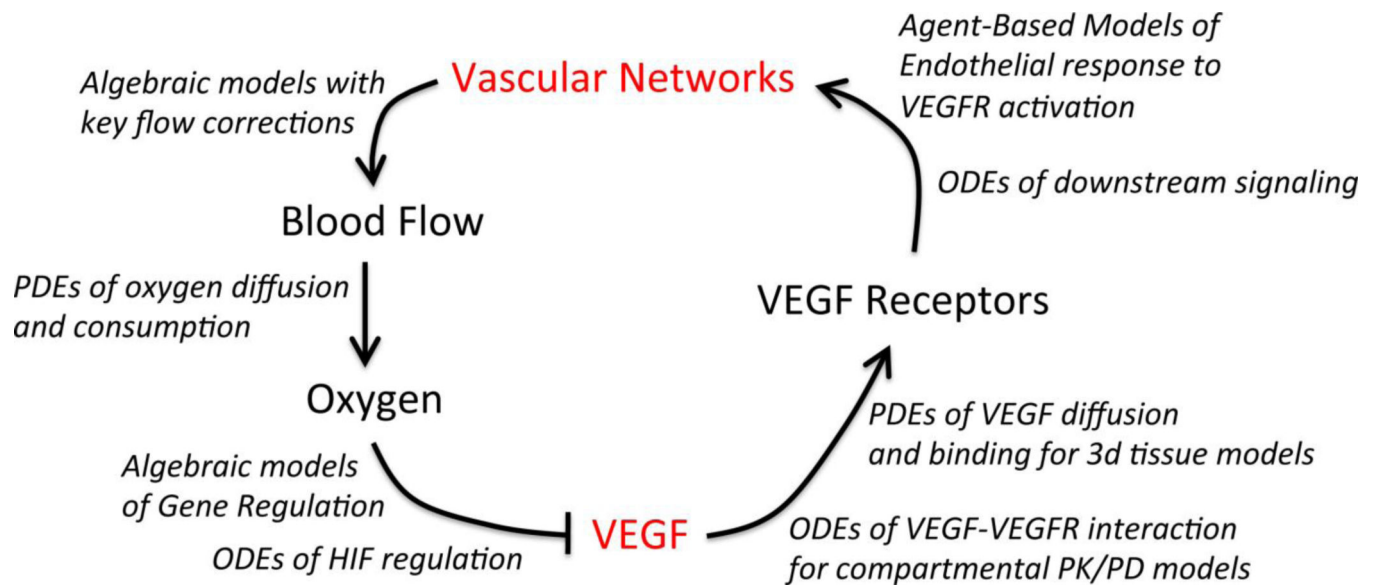 Agent-Based Models of
Endothelial response to
VEGFR activation
Vascular Networks
Algebraic models with
key flow corrections
ODEs of downstream signaling
Blood Flow
PDEs of oxygen diffusion
and consumption
VEGF Receptors
Oxygen
PDEs of VEGF diffusion
and binding for 3d tissue models
Algebraic models
of Gene Regulation
VEGF
ODEs of HIF regulation
ODEs of VEGF-VEGFR interaction
for compartmental PK/PD models